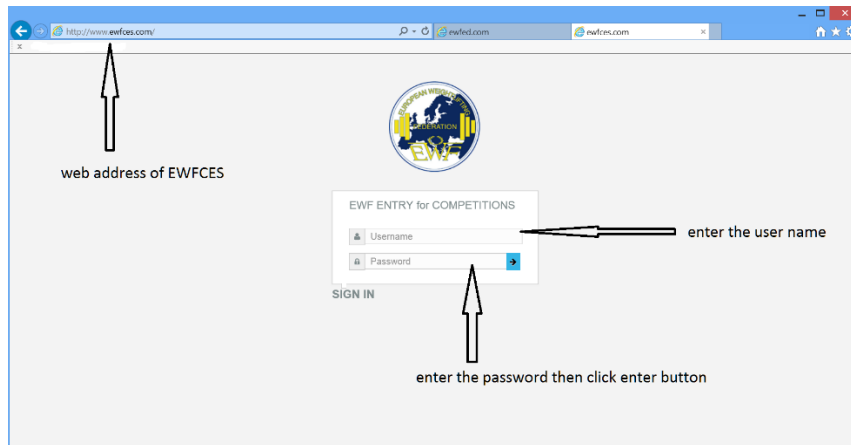 http://www.ewfces.com/
ewfed.com
ewfces.com
web address of EWFCES
EUROPEAN WEIGHTLIFTING
FEDERATION
EWF
EWF ENTRY for COMPETITIONS
Username
enter the user name
Password
SIGN IN
enter the password then click enter button